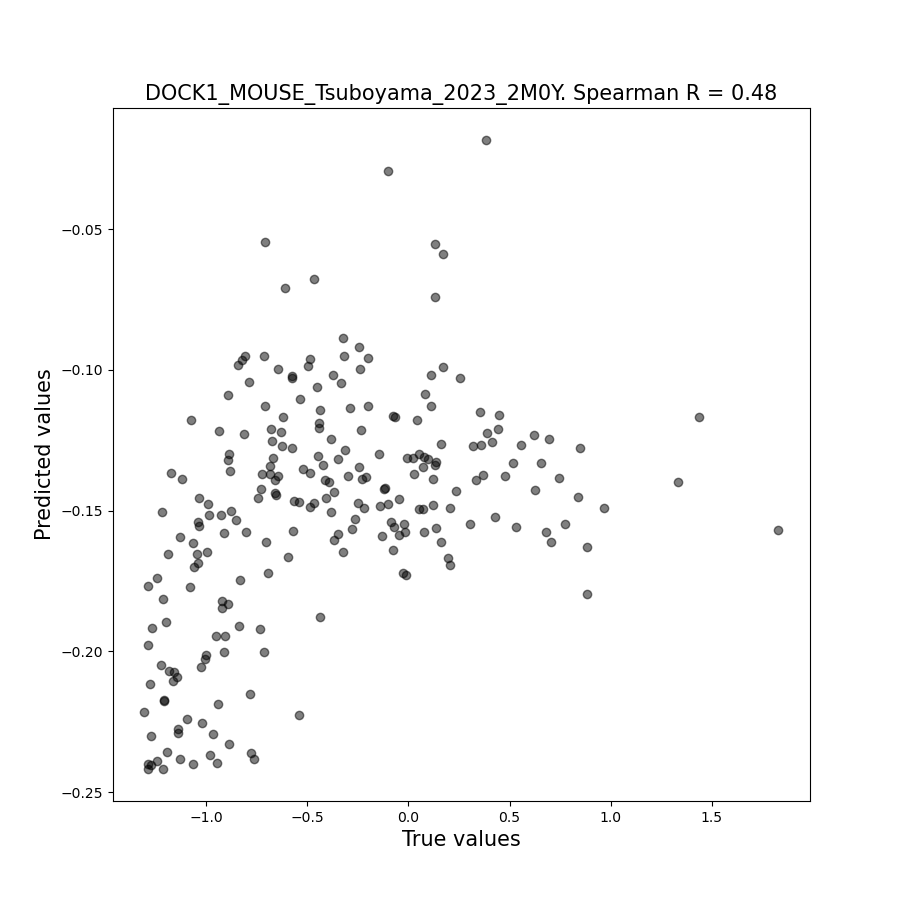 DOCK1_MOUSE_Tsuboyama_2023_2M0Y. Spearman R = 0.48
Predicted values
−0.05
−0.10
−0.15
−0.20
−0.25
−1.0 −0.5 0.0 0.5 1.0 1.5
True values